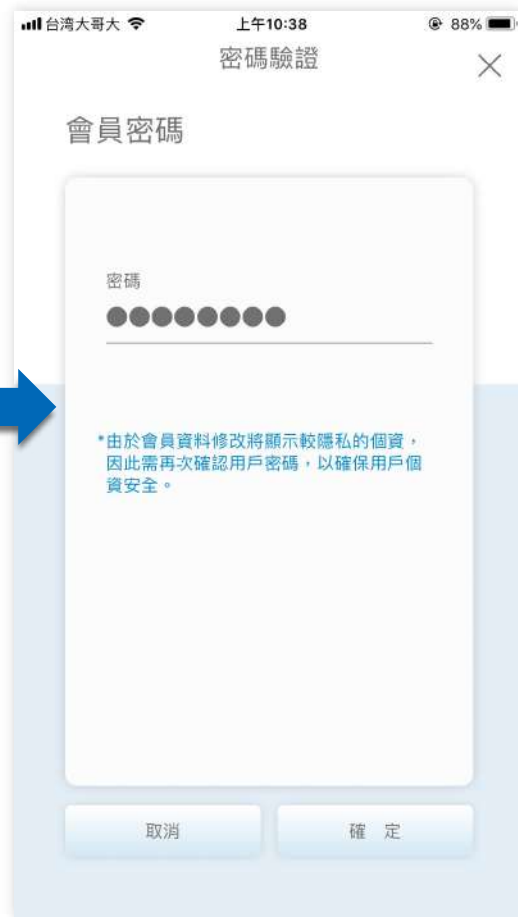 台湾大哥大 上午10:38 88%
密碼驗證
會員密碼
密碼
●●●●●●●●
*由於會員資料修改將顯示較隱私的個資，
因此需再次確認用戶密碼，以確保用戶個
資安全。
取消 確 定